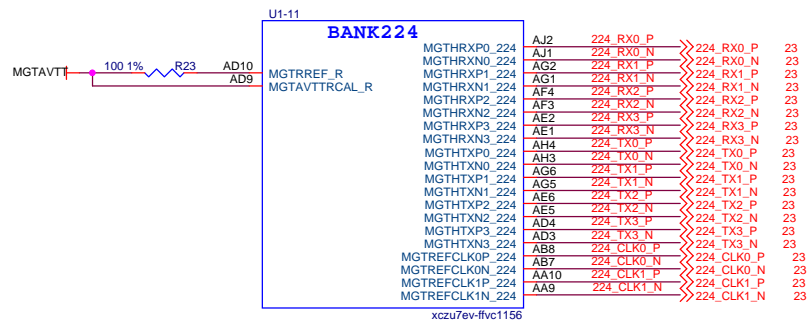 U1-11
BANK224
MGTAVTT 100 1% R23 AD10 MGTRREF_R
AD9 MGTAVTTRCAL_R
MGTHRXP0_224 AJ2 224_RX0_P 224_RX0_P 23
MGTHRXN0_224 AJ1 224_RX0_N 224_RX0_N 23
MGTHRXP1_224 AG2 224_RX1_P 224_RX1_P 23
MGTHRXN1_224 AG1 224_RX1_N 224_RX1_N 23
MGTHRXP2_224 AF4 224_RX2_P 224_RX2_P 23
MGTHRXN2_224 AF3 224_RX2_N 224_RX2_N 23
MGTHRXP3_224 AE2 224_RX3_P 224_RX3_P 23
MGTHRXN3_224 AE1 224_RX3_N 224_RX3_N 23
MGTHTXP0_224 AH4 224_TX0_P 224_TX0_P 23
MGTHTXN0_224 AH3 224_TX0_N 224_TX0_N 23
MGTHTXP1_224 AG6 224_TX1_P 224_TX1_P 23
MGTHTXN1_224 AG5 224_TX1_N 224_TX1_N 23
MGTHTXP2_224 AE6 224_TX2_P 224_TX2_P 23
MGTHTXN2_224 AE5 224_TX2_N 224_TX2_N 23
MGTHTXP3_224 AD4 224_TX3_P 224_TX3_P 23
MGTHTXN3_224 AD3 224_TX3_N 224_TX3_N 23
MGTREFCLK0P_224 AB8 224_CLK0_P 224_CLK0_P 23
MGTREFCLK0N_224 AB7 224_CLK0_N 224_CLK0_N 23
MGTREFCLK1P_224 AA10 224_CLK1_P 224_CLK1_P 23
MGTREFCLK1N_224 AA9 224_CLK1_N 224_CLK1_N 23
xczu7ev-ffvc1156